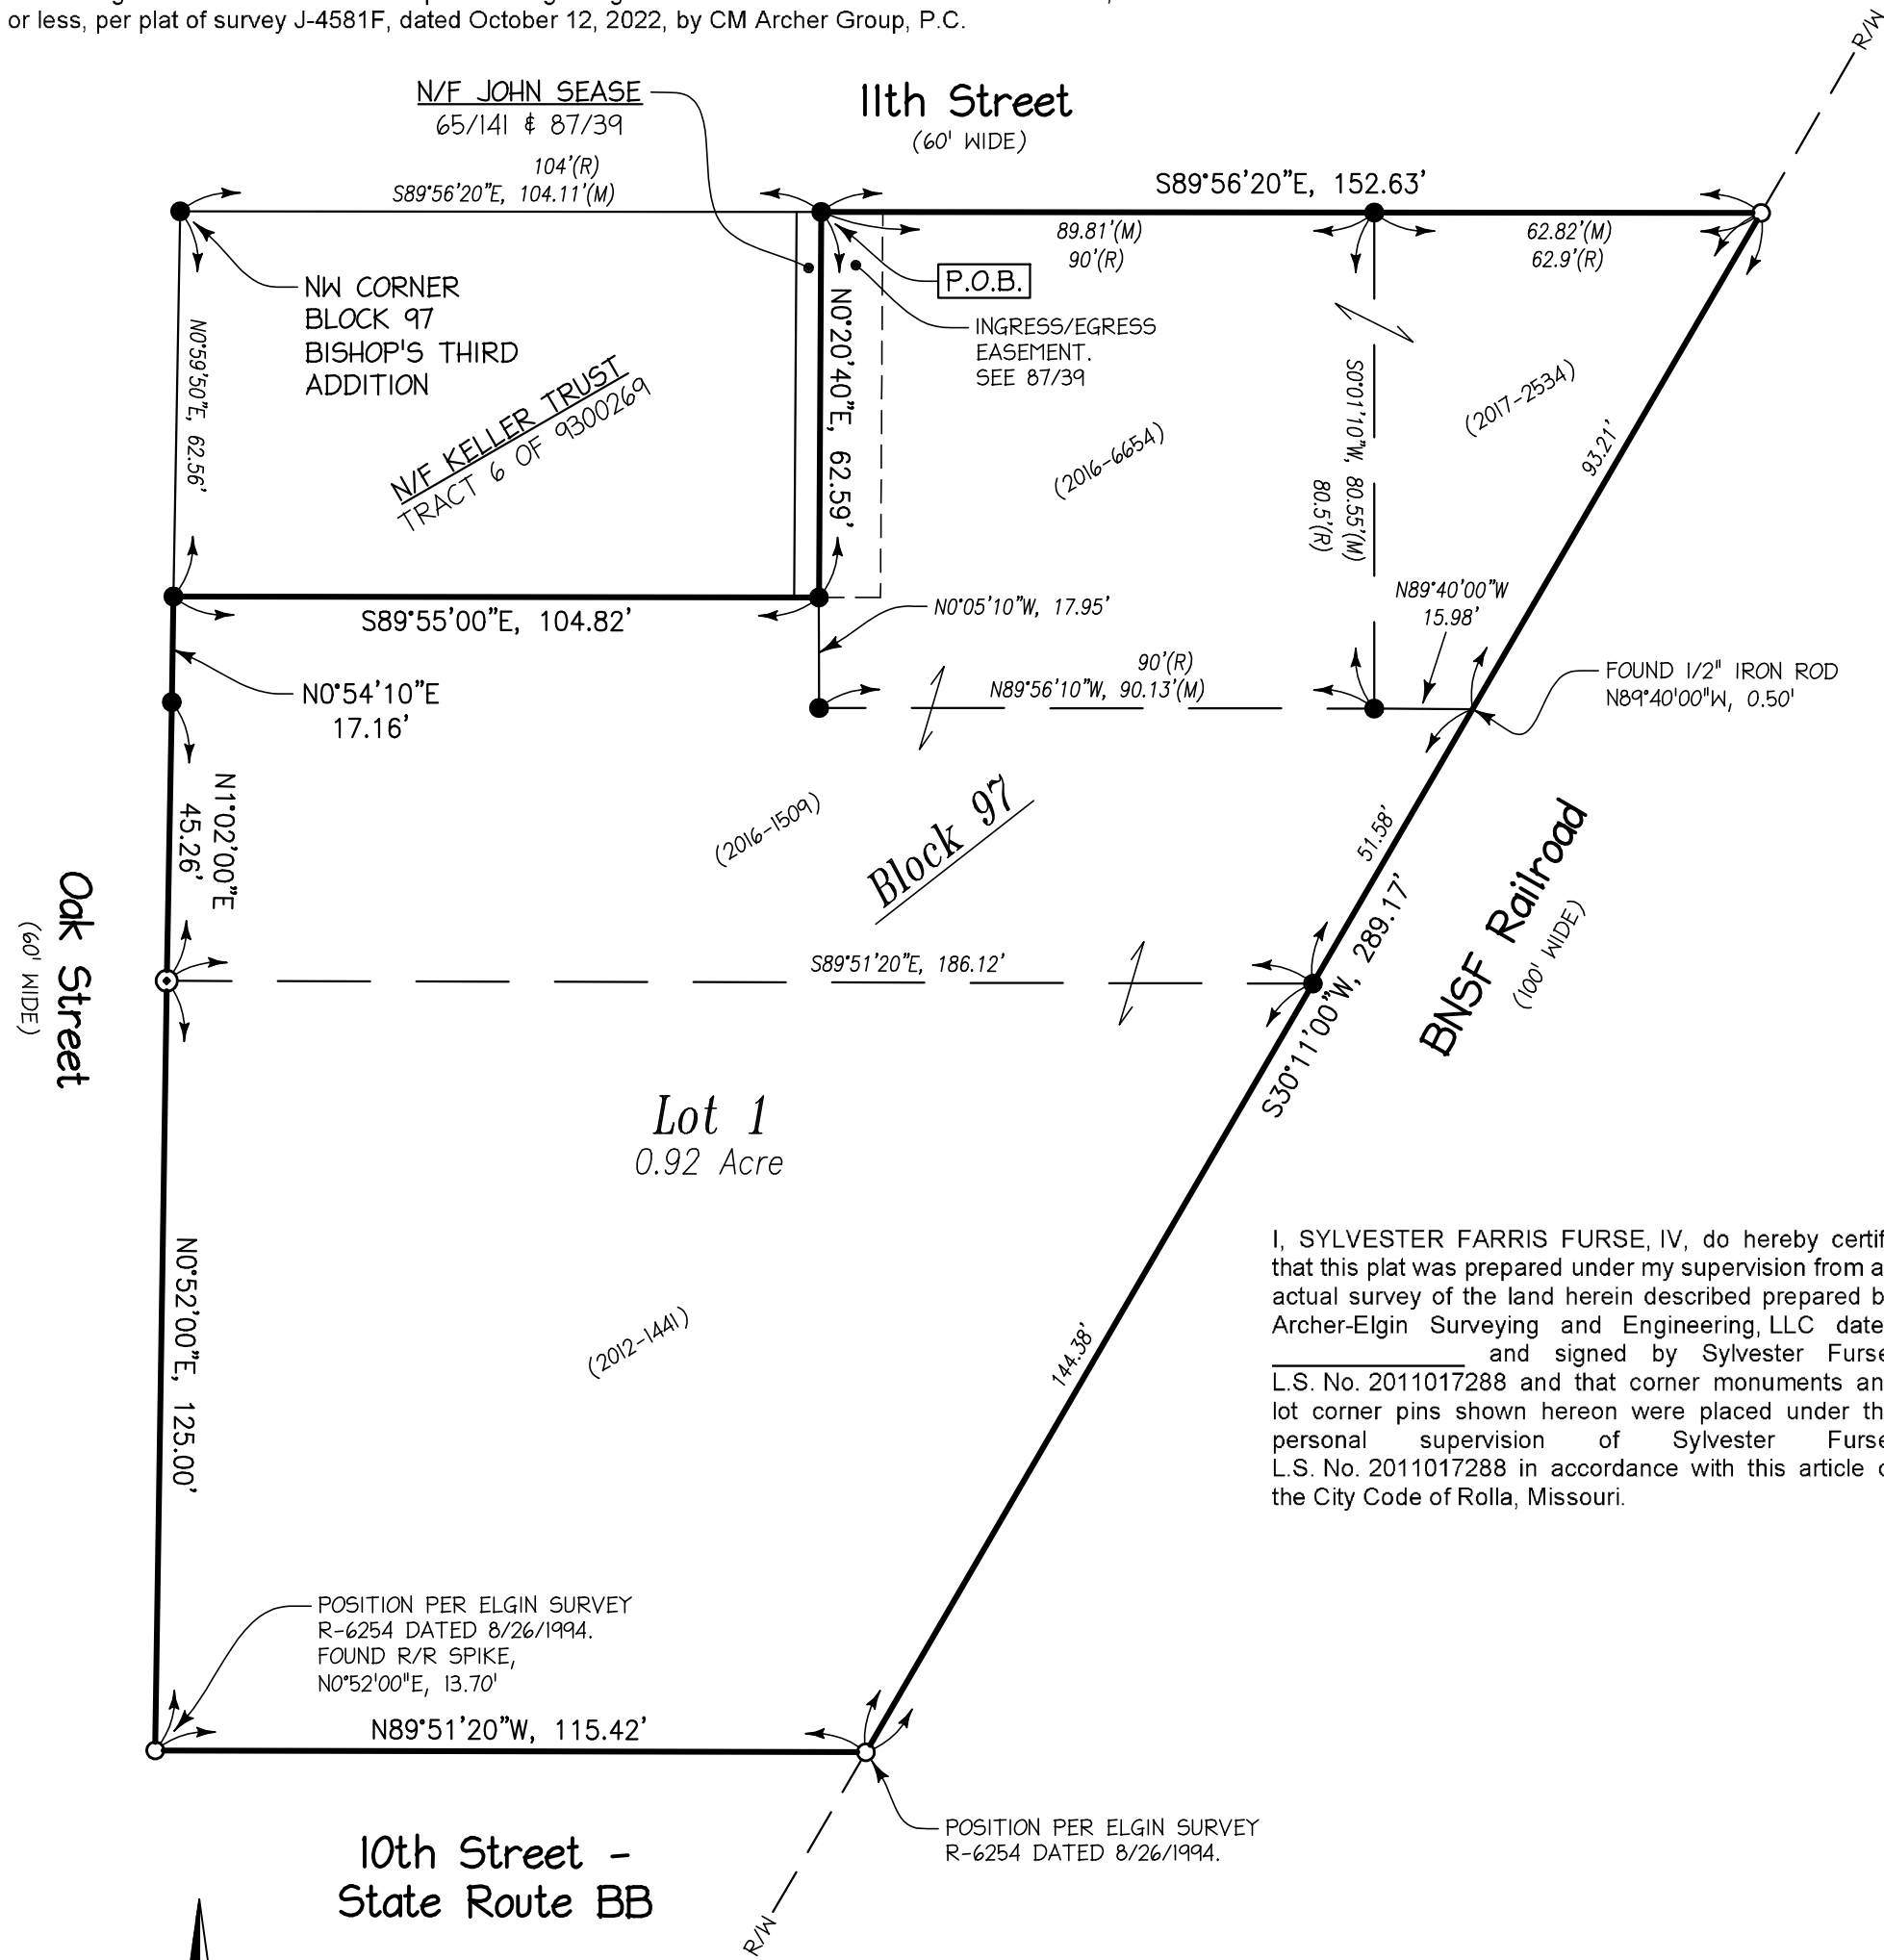 or less, per plat of survey J-4581F, dated October 12, 2022, by CM Archer Group, P.C.
R/W
N/F JOHN SEASE
65/141 & 87/39
11th Street
(60' WIDE)
104'(R)
S89°56'20"E, 104.11'(M)
S89°56'20"E, 152.63'
89.81'(M)
90'(R)
62.82'(M)
62.9'(R)
P.O.B.
NW CORNER
BLOCK 97
BISHOP'S THIRD
ADDITION
INGRESS/EGRESS
EASEMENT.
SEE 87/39
N0°59'50"E, 62.56'
N/F KELLER TRUST
TRACT 6 OF 9300269
N0°20'40"E, 62.59'
(2016-6654)
S0°01'10"W, 80.55'(M)
80.5'(R)
(2017-2534)
93.21'
S89°55'00"E, 104.82'
N0°05'10"W, 17.95'
N89°40'00"W
15.98'
N0°54'10"E
17.16'
90'(R)
N89°56'10"W, 90.13'(M)
FOUND 1/2" IRON ROD
N89°40'00"W, 0.50'
N1°02'00"E
45.26'
(2016-1509)
Block 97
51.58'
S30°11'00"W, 289.17'
BNSF Railroad
(100' WIDE)
Oak Street
(60' WIDE)
S89°51'20"E, 186.12'
Lot 1
0.92 Acre
N0°52'00"E, 125.00'
(2012-1441)
144.38'
I, SYLVESTER FARRIS FURSE, IV, do hereby certif
that this plat was prepared under my supervision from a
actual survey of the land herein described prepared b
Archer-Elgin Surveying and Engineering, LLC date
______________ and signed by Sylvester Furse
L.S. No. 2011017288 and that corner monuments an
lot corner pins shown hereon were placed under th
personal supervision of Sylvester Furse
L.S. No. 2011017288 in accordance with this article o
the City Code of Rolla, Missouri.
POSITION PER ELGIN SURVEY
R-6254 DATED 8/26/1994.
FOUND R/R SPIKE,
N0°52'00"E, 13.70'
N89°51'20"W, 115.42'
POSITION PER ELGIN SURVEY
R-6254 DATED 8/26/1994.
10th Street -
State Route BB
R/W